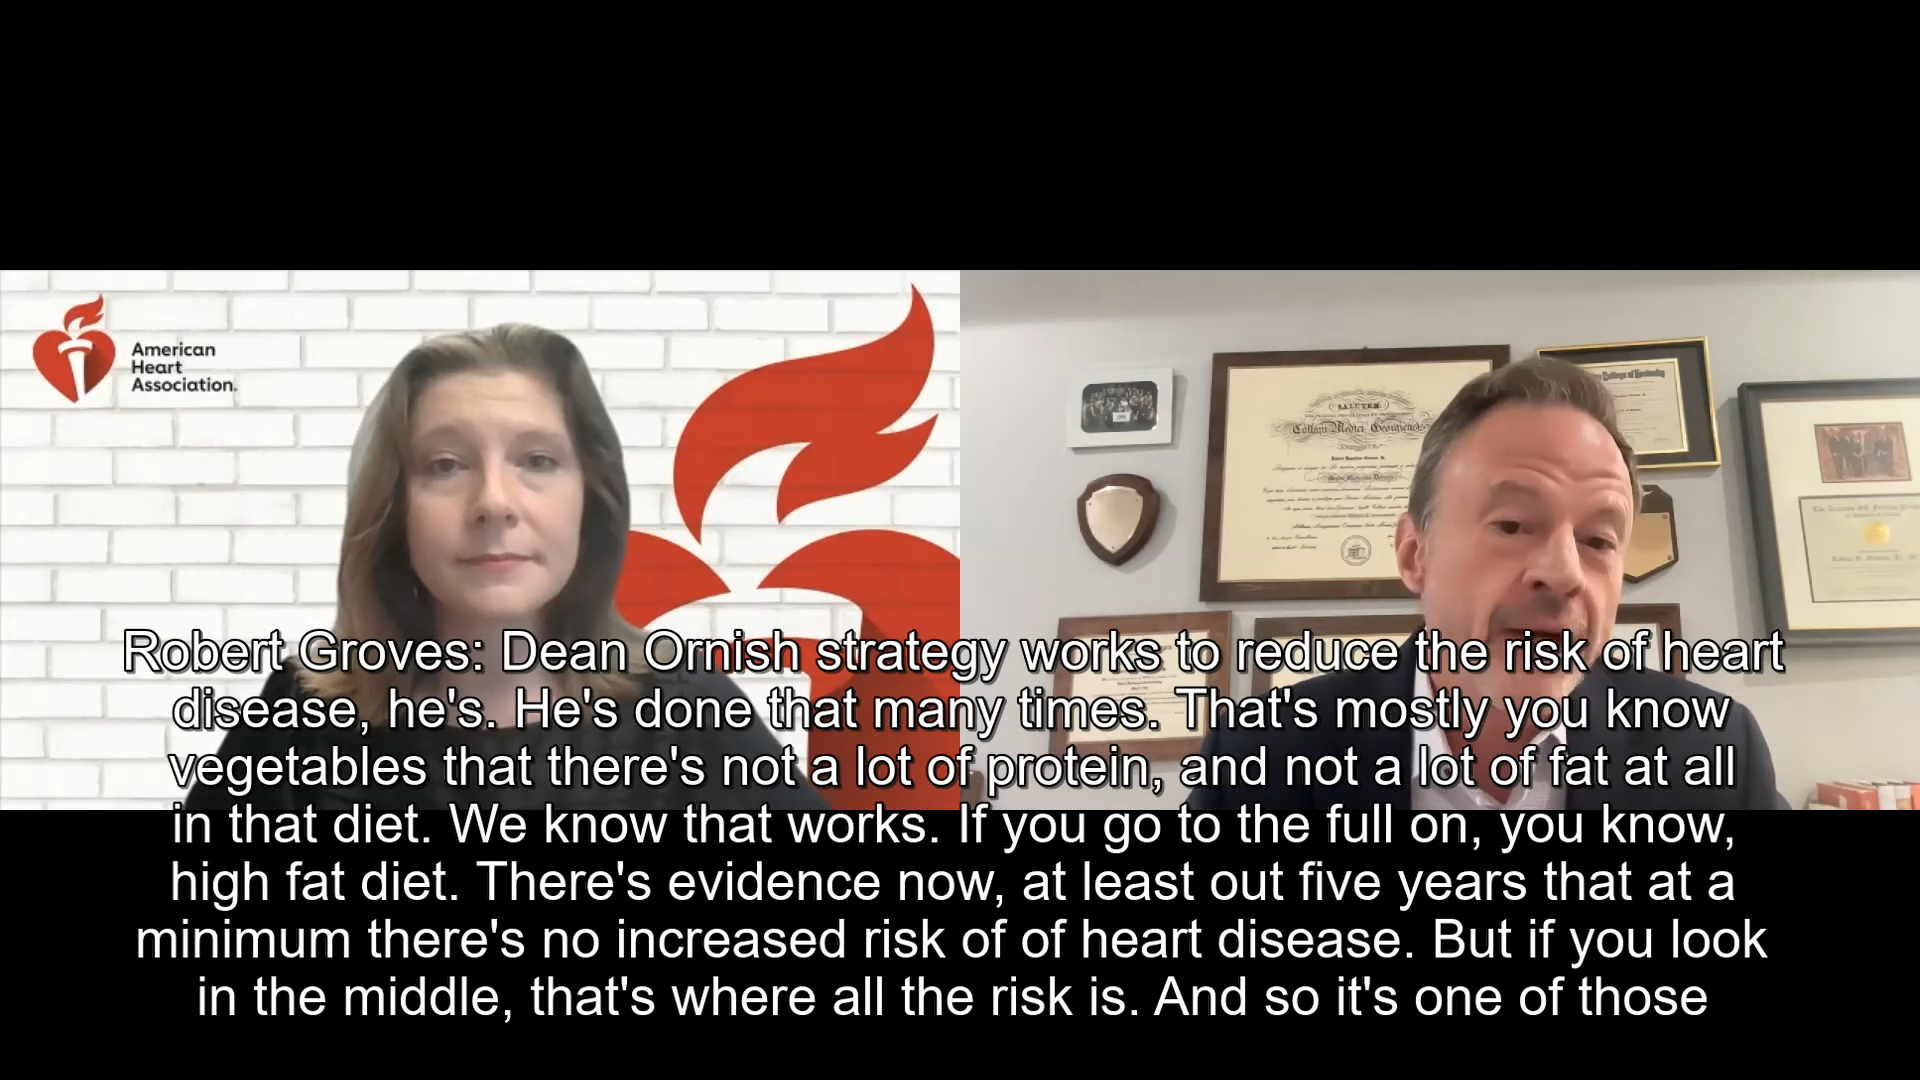 American
Heart
Association.
SALUTEM
Robert Groves: Dean Ornish strategy works to reduce the risk of heart
disease, he's. He's done that many times. That's mostly you know
vegetables that there's not a lot of protein, and not a lot of fat at all
in that diet. We know that works. If you go to the full on, you know,
high fat diet. There's evidence now, at least out five years that at a
minimum there's no increased risk of of heart disease. But if you look
in the middle, that's where all the risk is. And so it's one of those